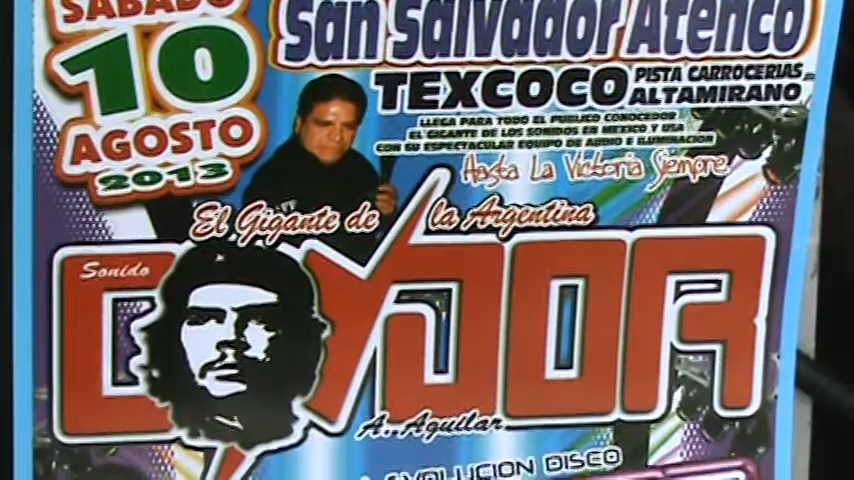 SABADO
10
AGOSTO
2013
San Salvador Atenco
TEXCOCO PISTA CARROCERIAS
ALTAMIRANO
LLEGA PARA TODO EL PUBLICO CONOCEDOR
EL GIGANTE DE LOS SONIDOS EN MEXICO Y USA
CON SU ESPECTACULAR EQUIPO DE AUDIO E ILUMINACION
Hasta La Victoria Siempre
El Gigante de la Argentina
Sonido
A. Aguilar
EVOLUCION DISCO